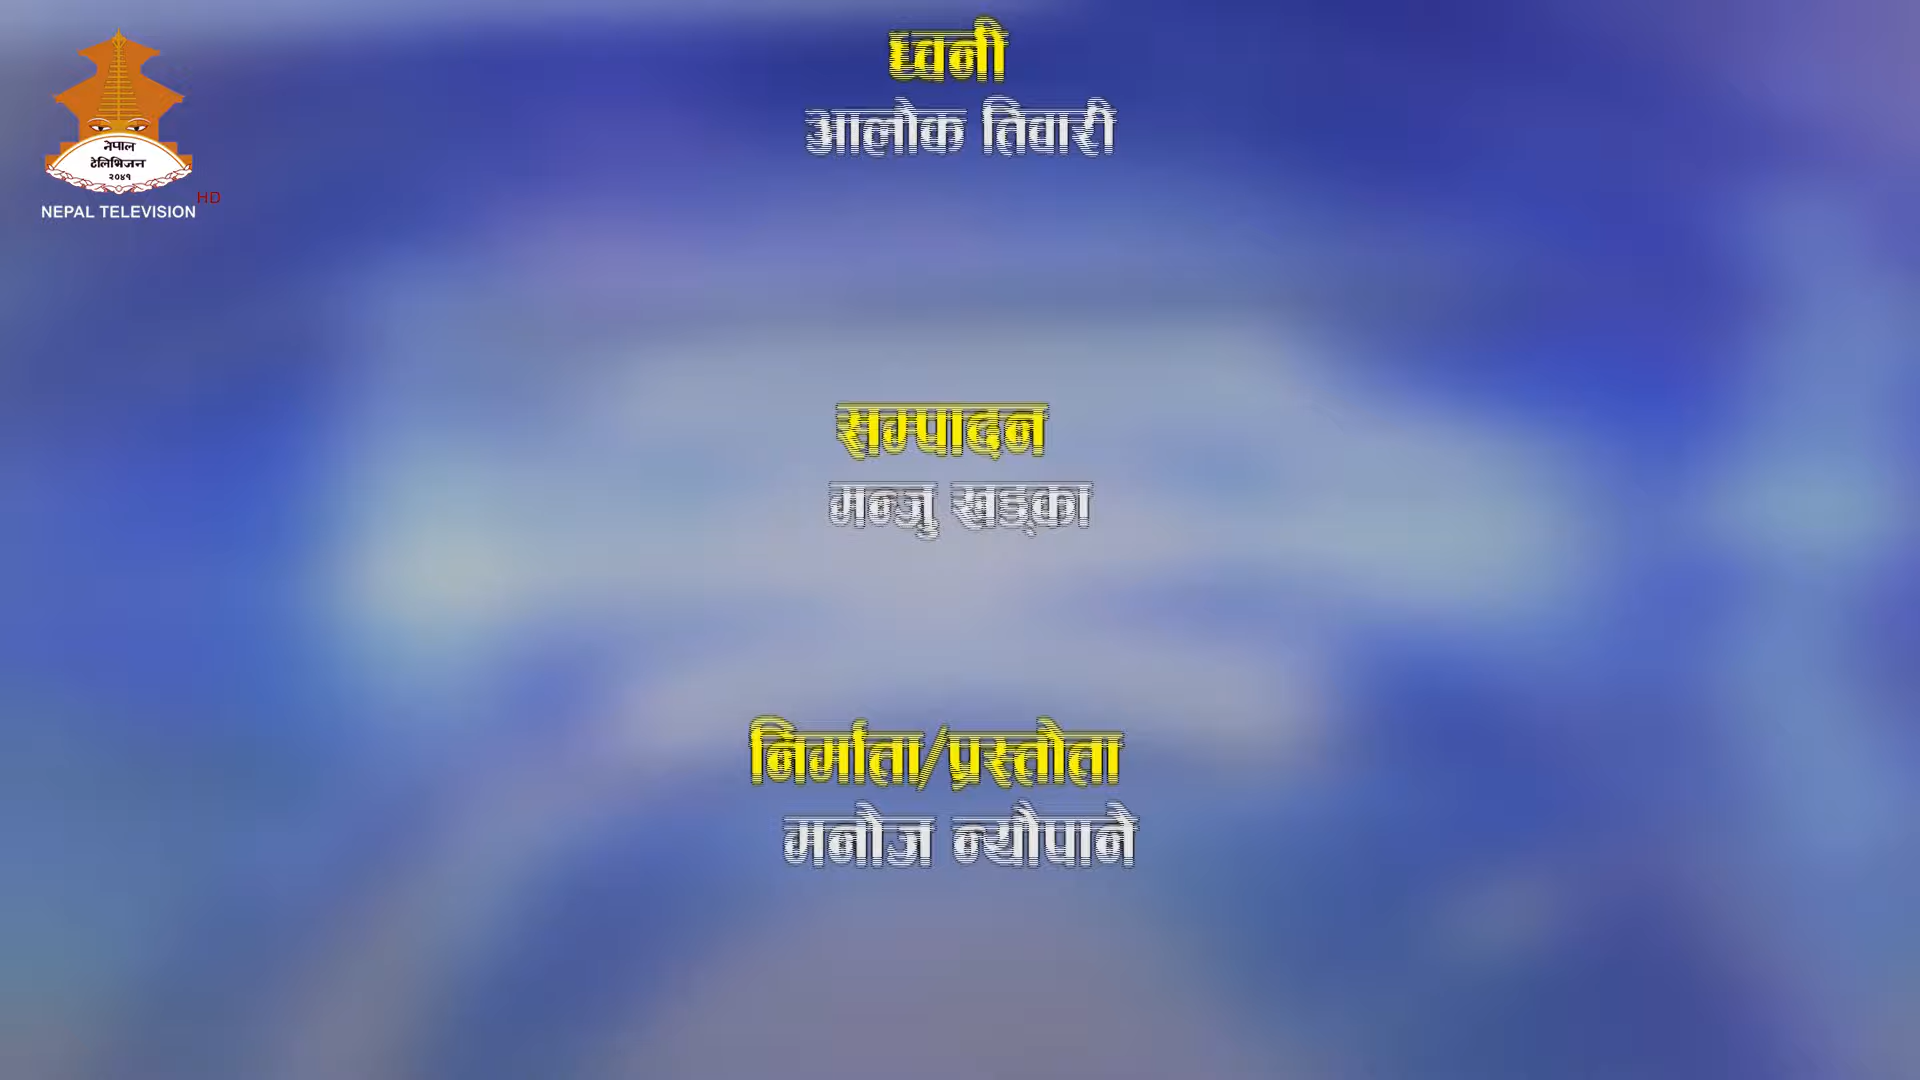 नेपाल
टेलिभिजन
२०४१
HD
NEPAL TELEVISION
ध्वनी
आलोक तिवारी
सम्पादन
मन्जु खड्का
निर्माता/प्रस्तोता
मनोज न्यौपाने